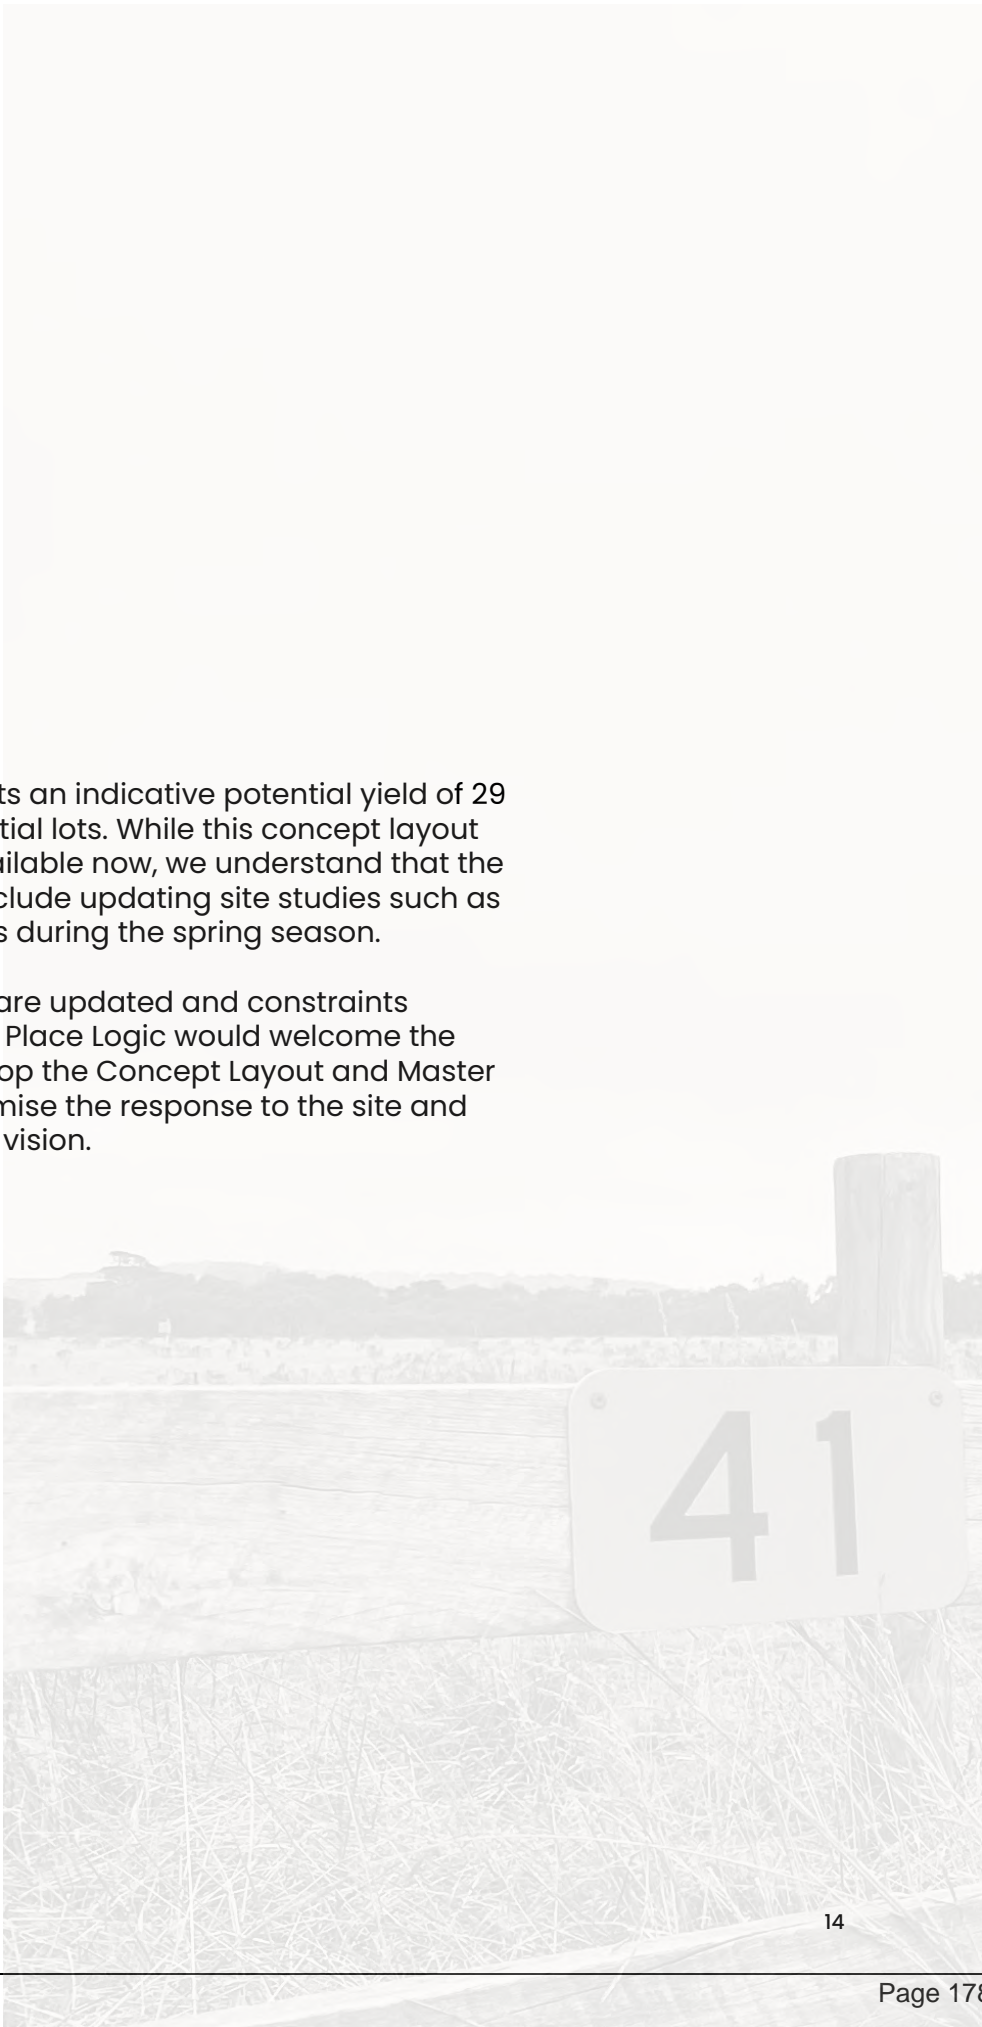 ts an indicative potential yield of 29
tial lots. While this concept layout
ailable now, we understand that the
clude updating site studies such as
s during the spring season.
are updated and constraints
Place Logic would welcome the
op the Concept Layout and Master
mise the response to the site and
vision.
41
14
Page 178